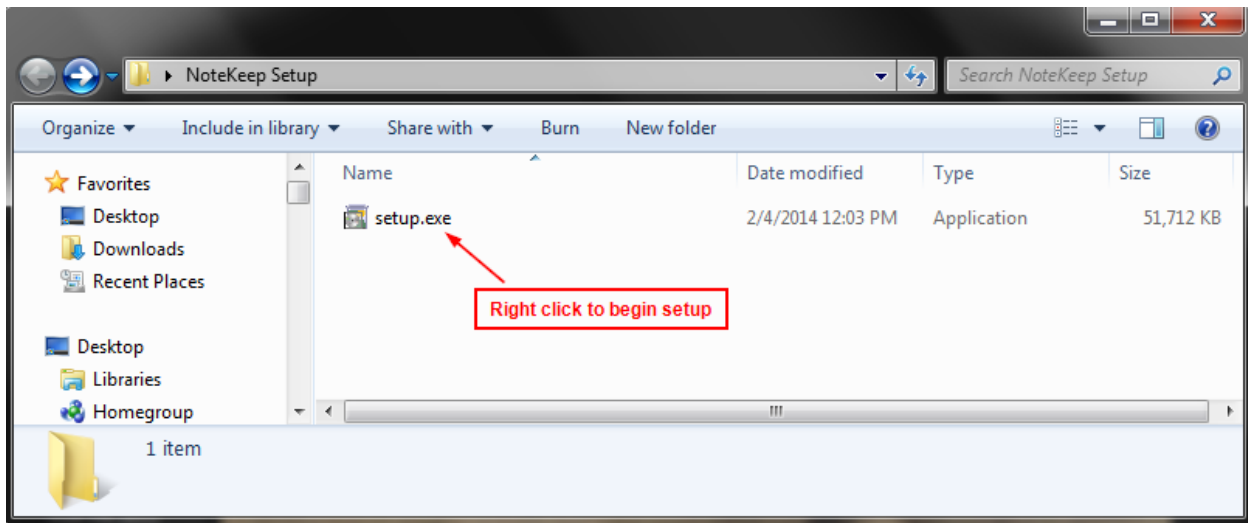 NoteKeep Setup
Search NoteKeep Setup
Organize Include in library Share with Burn New folder
Name Date modified Type Size
Favorites
Desktop
Downloads
Recent Places
Desktop
Libraries
Homegroup
setup.exe 2/4/2014 12:03 PM Application 51,712 KB
Right click to begin setup
1 item